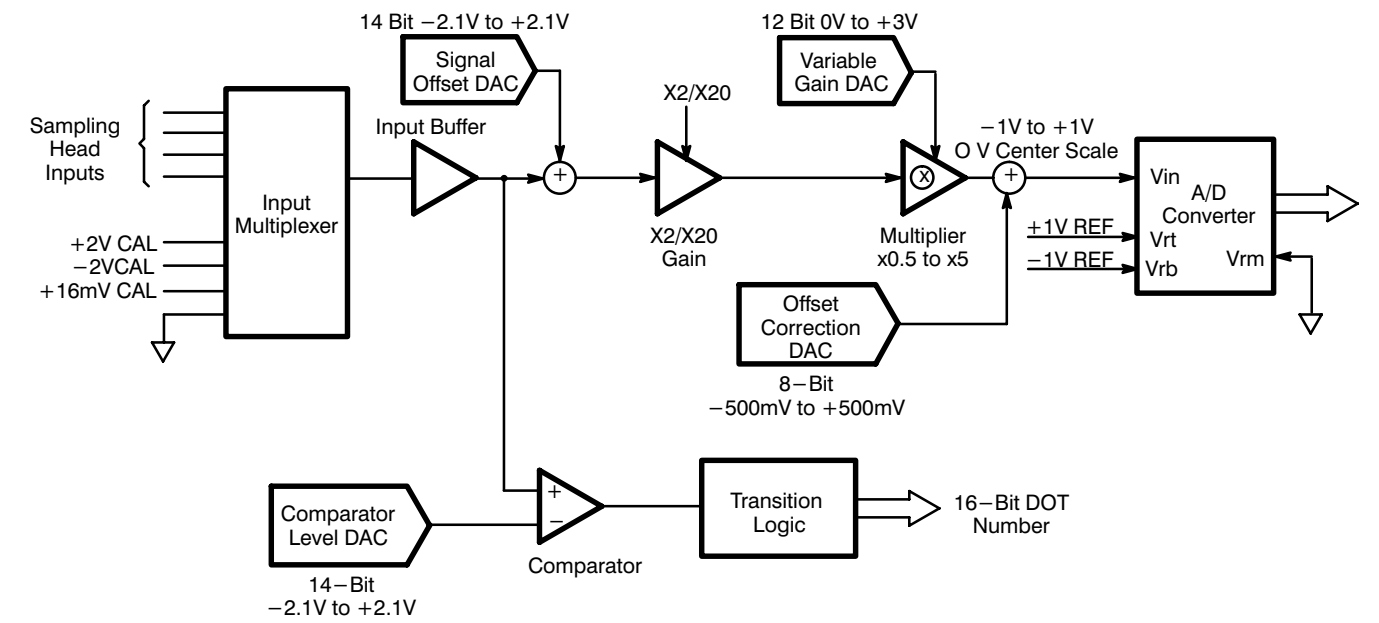 14 Bit −2.1V to +2.1V
Signal
Offset DAC
12 Bit 0V to +3V
Variable
Gain DAC
X2/X20
Sampling
Head
Inputs
Input Buffer
−1V to +1V
O V Center Scale
+
x
+
Input
Multiplexer
Vin
A/D
Converter
X2/X20
Gain
Multiplier
x0.5 to x5
+1V REF
Vrt
−1V REF
Vrb
Vrm
+2V CAL
−2VCAL
+16mV CAL
Offset
Correction
DAC
8−Bit
−500mV to +500mV
Comparator
Level DAC
+
−
Transition
Logic
16−Bit DOT
Number
Comparator
14−Bit
−2.1V to +2.1V